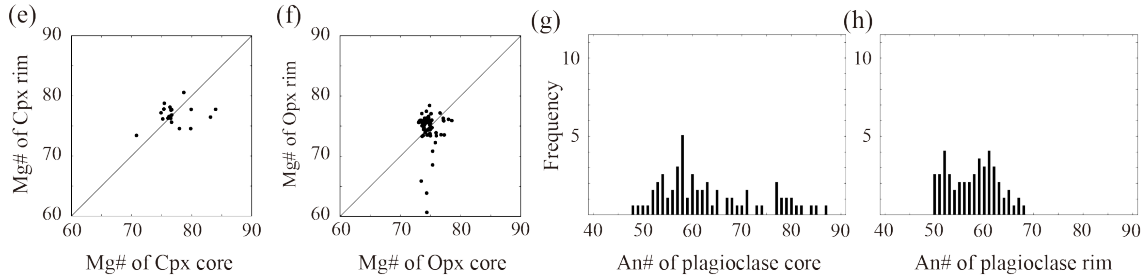 (e)
90
80
70
60
Mg# of Cpx rim
60 70 80 90
Mg# of Cpx core
(f)
90
80
70
60
Mg# of Opx rim
60 70 80 90
Mg# of Opx core
(g)
10
5
Frequency
40 50 60 70 80 90
An# of plagioclase core
(h)
10
5
40 50 60 70 80 90
An# of plagioclase rim